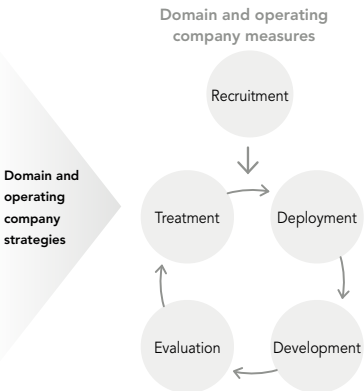 Domain and operating
company measures
Recruitment
Domain and
operating
company
strategies
Treatment
Deployment
Evaluation
Development